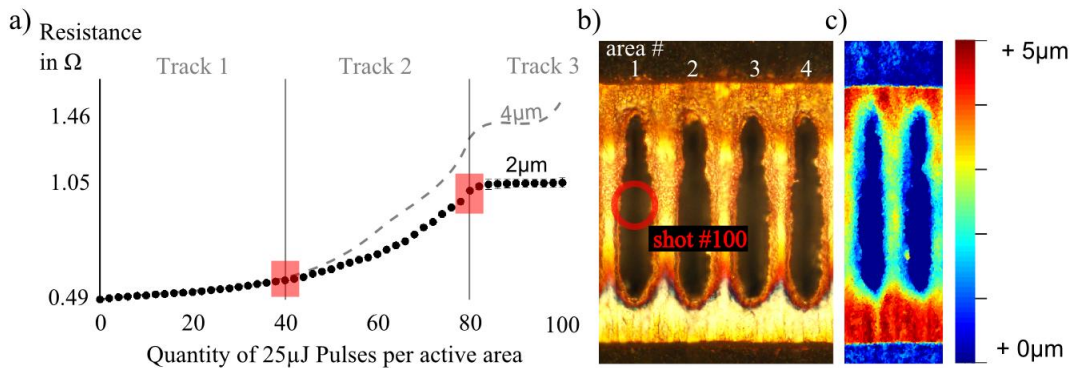 a)
Resistance
in Ω
Track 1
Track 2
Track 3
1.46
1.05
0.49
4μm
2μm
0
20
40
60
80
100
Quantity of 25μJ Pulses per active area
b)
area #
1 2 3 4
shot #100
c)
+ 5μm
+ 0μm